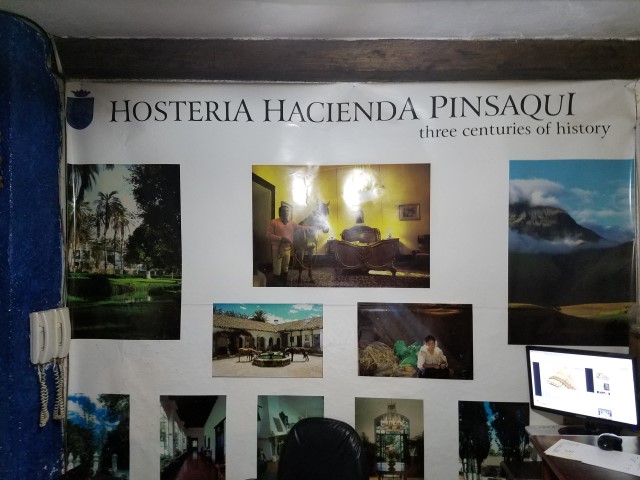 HOSTERIA HACIENDA PINSAQUI
three centuries of history